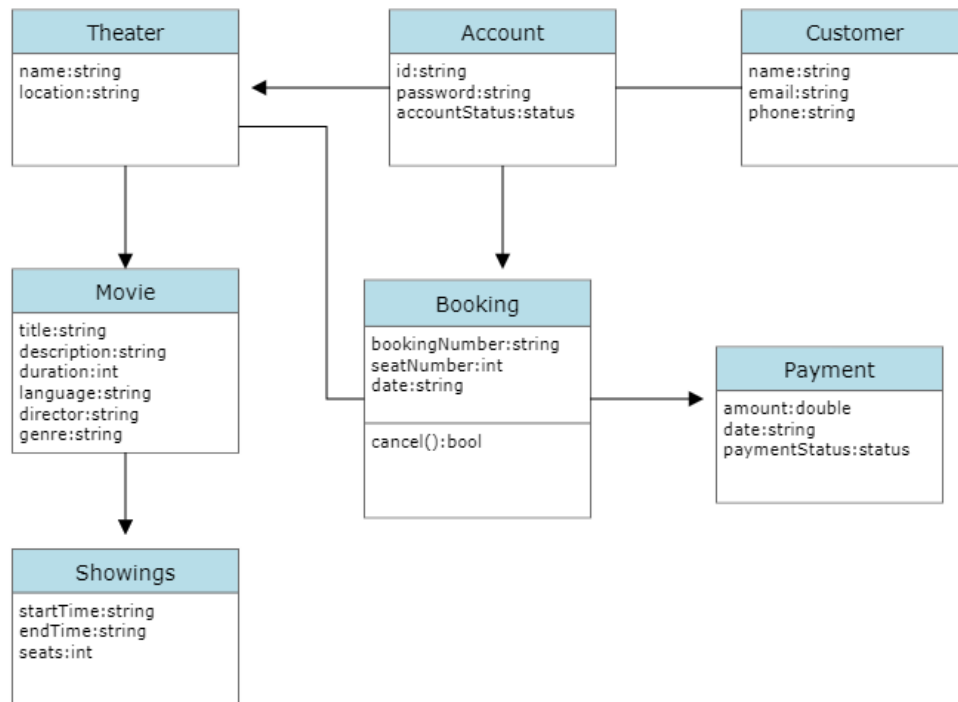 Theater
name:string
location:string
Account
id:string
password:string
accountStatus:status
Customer
name:string
email:string
phone:string
Movie
title:string
description:string
duration:int
language:string
director:string
genre:string
Booking
bookingNumber:string
seatNumber:int
date:string
cancel():bool
Payment
amount:double
date:string
paymentStatus:status
Showings
startTime:string
endTime:string
seats:int